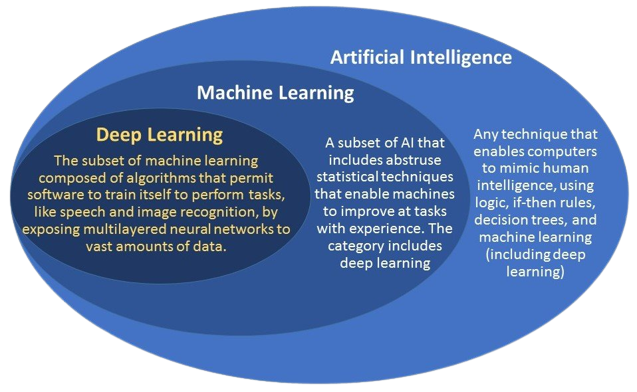 Artificial Intelligence
Machine Learning
Deep Learning
The subset of machine learning
composed of algorithms that permit
software to train itself to perform tasks,
like speech and image recognition, by
exposing multilayered neural networks to
vast amounts of data.
A subset of AI that
includes abstruse
statistical techniques
that enable machines
to improve at tasks
with experience. The
category includes
deep learning
Any technique that
enables computers
to mimic human
intelligence, using
logic, if-then rules,
decision trees, and
machine learning
(including deep
learning)